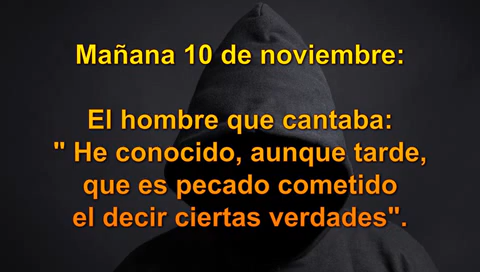 Mañana 10 de noviembre:
El hombre que cantaba:
" He conocido, aunque tarde,
que es pecado cometido
el decir ciertas verdades".